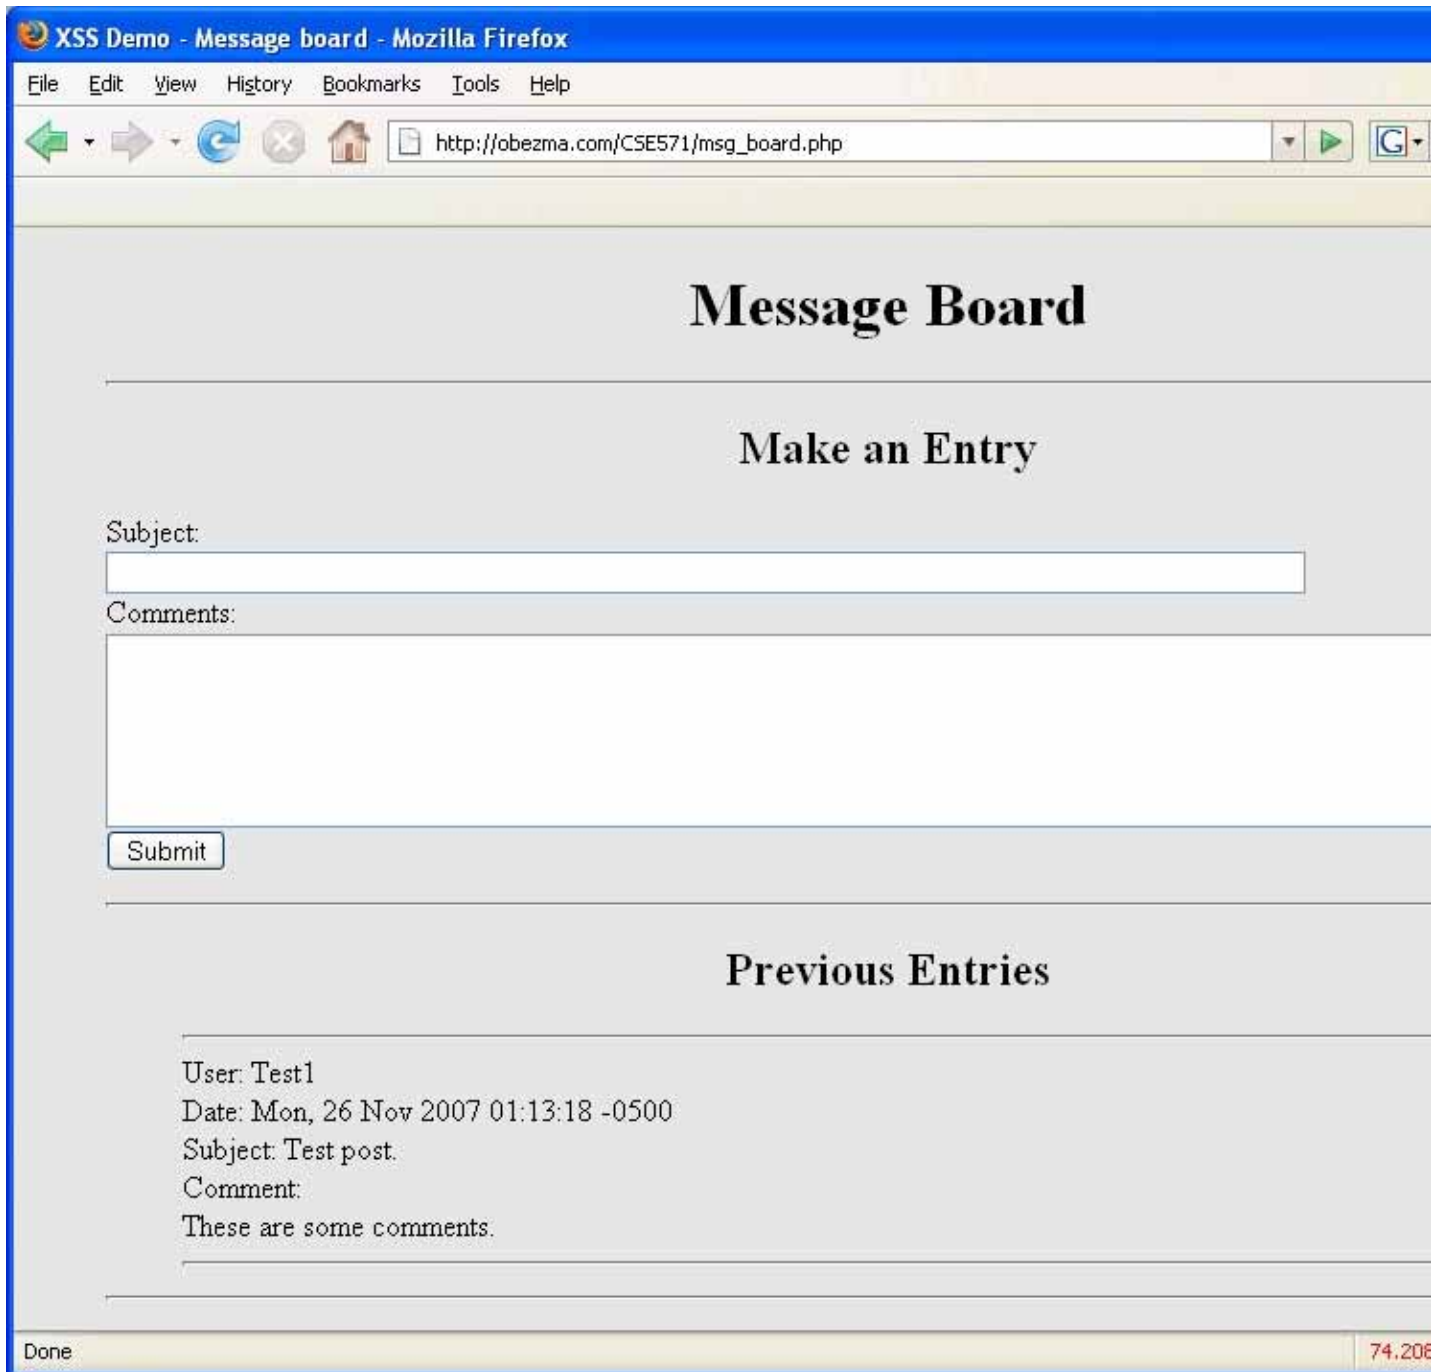 XSS Demo - Message board - Mozilla Firefox
File Edit View History Bookmarks Tools Help
http://obezma.com/CSE571/msg_board.php
G
Message Board
Make an Entry
Subject:
Comments:
Submit
Previous Entries
User: Test1
Date: Mon, 26 Nov 2007 01:13:18 -0500
Subject: Test post.
Comment:
These are some comments.
Done
74.208